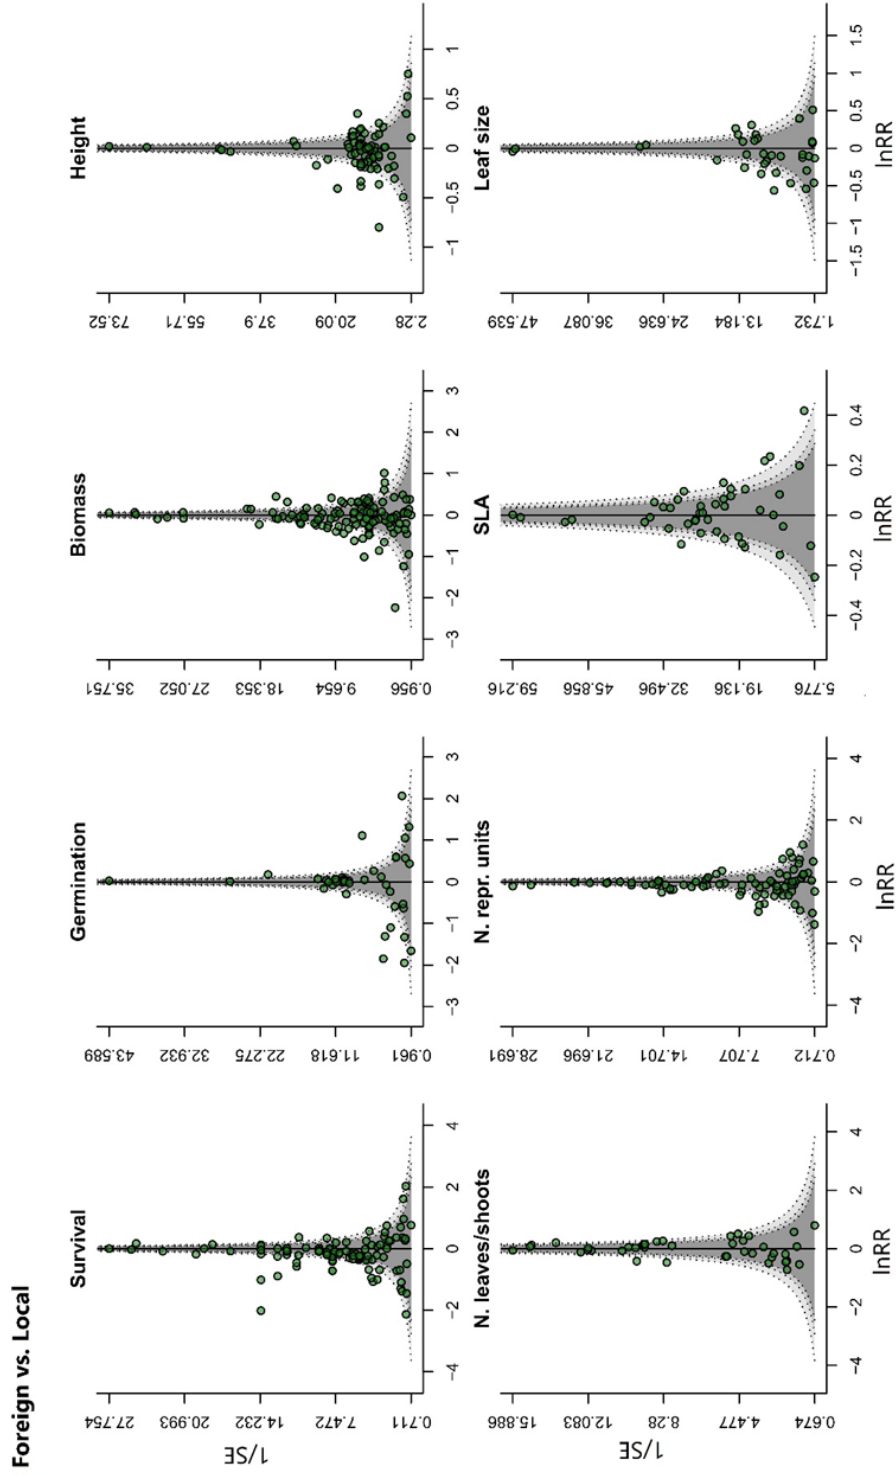 Foreign vs. Local
Survival
1/SE
27.754
20.993
14.232
7.472
0.711
−4 −2 0 2 4
Germination
43.589
32.932
22.275
11.618
0.961
−3 −2 −1 0 1 2 3
Biomass
35.751
27.052
18.353
9.654
0.956
−3 −2 −1 0 1 2 3
Height
73.52
55.71
37.9
20.09
2.28
−1 −0.5 0 0.5 1
N. leaves/shoots
1/SE
15.886
12.083
8.28
4.477
0.674
−4 −2 0 2 4
lnRR
N. repr. units
28.691
21.696
14.701
7.707
0.712
−4 −2 0 2 4
lnRR
SLA
59.216
45.856
32.496
19.136
5.776
−0.4 −0.2 0 0.2 0.4
lnRR
Leaf size
47.539
36.087
24.636
13.184
1.732
−1.5 −1 −0.5 0 0.5 1 1.5
lnRR